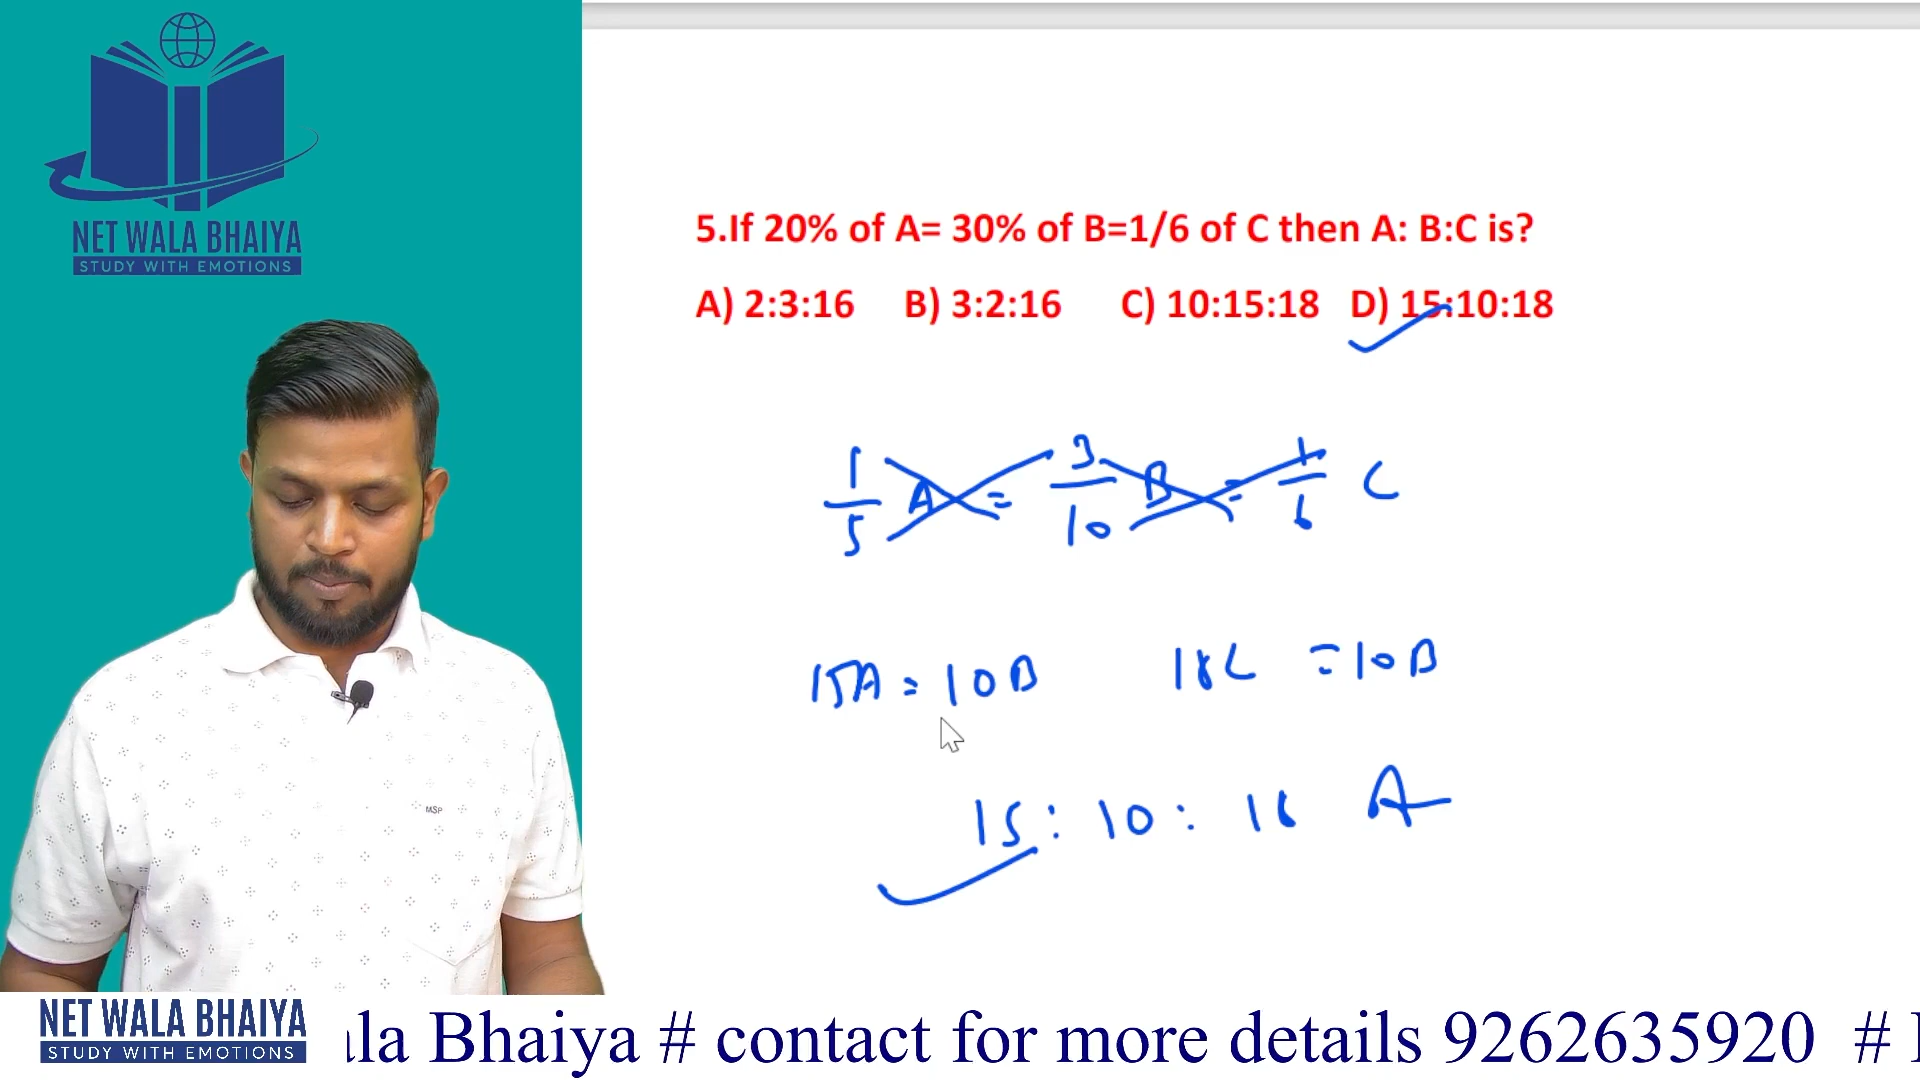 NET WALA BHAIYA
STUDY WITH EMOTIONS
5.If 20% of A= 30% of B=1/6 of C then A: B:C is?
A) 2:3:16 B) 3:2:16 C) 10:15:18 D) 15:10:18
1/5 A = 3/10 B = 1/6 C
15A = 10B 18C = 10B
15 : 10 : 18 A
MSP
NET WALA BHAIYA
STUDY WITH EMOTIONS
la Bhaiya # contact for more details 9262635920 #